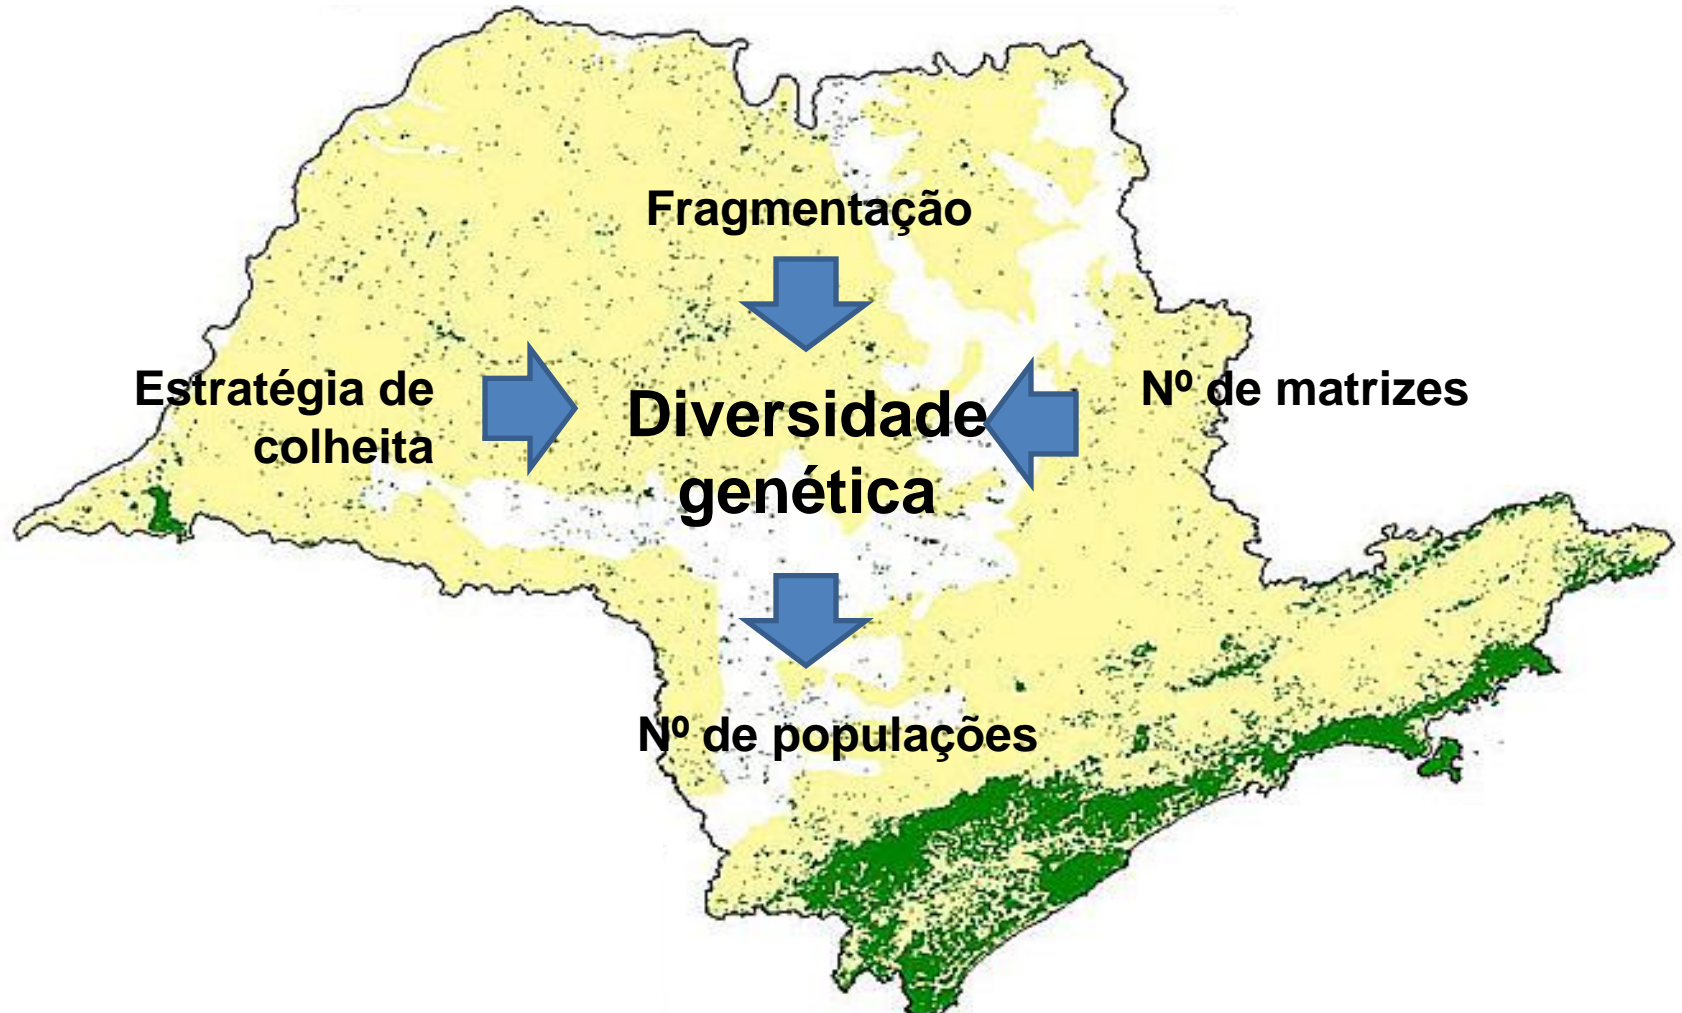 Fragmentação
Estratégia de
colheita
Diversidade
genética
Nº de matrizes
Nº de populações